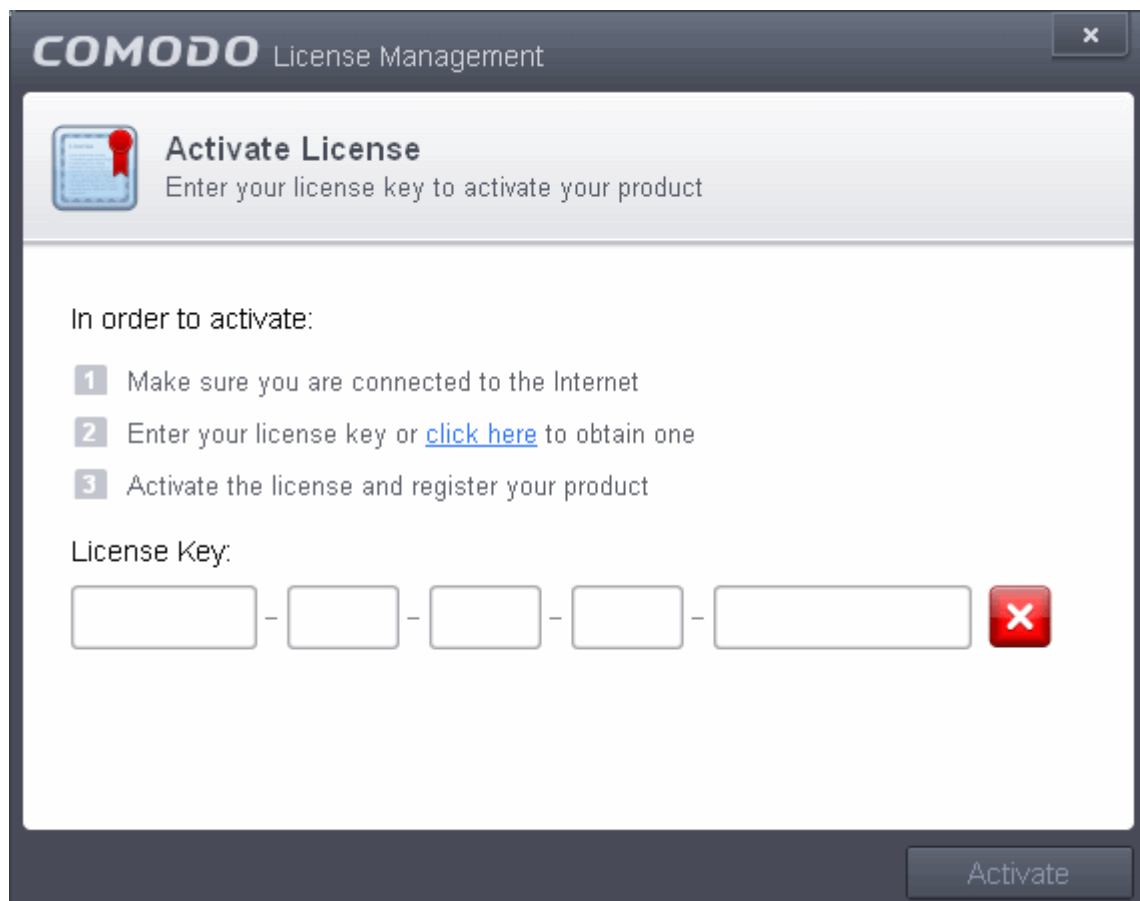 COMODO License Management
Activate License
Enter your license key to activate your product
In order to activate:
1 Make sure you are connected to the Internet
2 Enter your license key or click here to obtain one
3 Activate the license and register your product
License Key:
- - - -
Activate